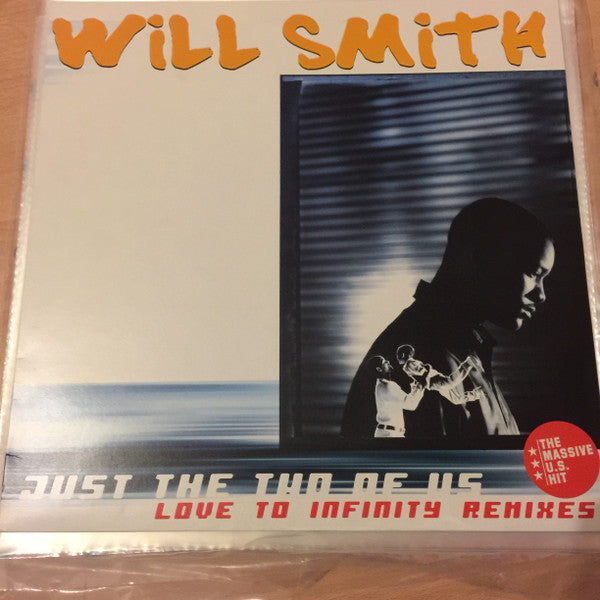 WiLL SMiTH
THE
MASSIVE
U.S.
HIT
JUST THE TWO OF US
LOVE TO INFINITY REMIXES